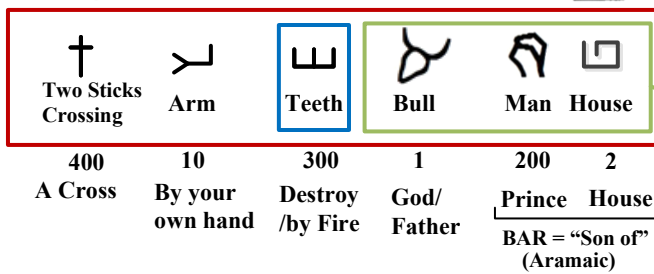 Two Sticks
Crossing
Arm
Teeth
Bull
Man
House
400
10
300
1
200
2
A Cross
By your
own hand
Destroy
/by Fire
God/
Father
Prince
House
BAR = “Son of”
(Aramaic)